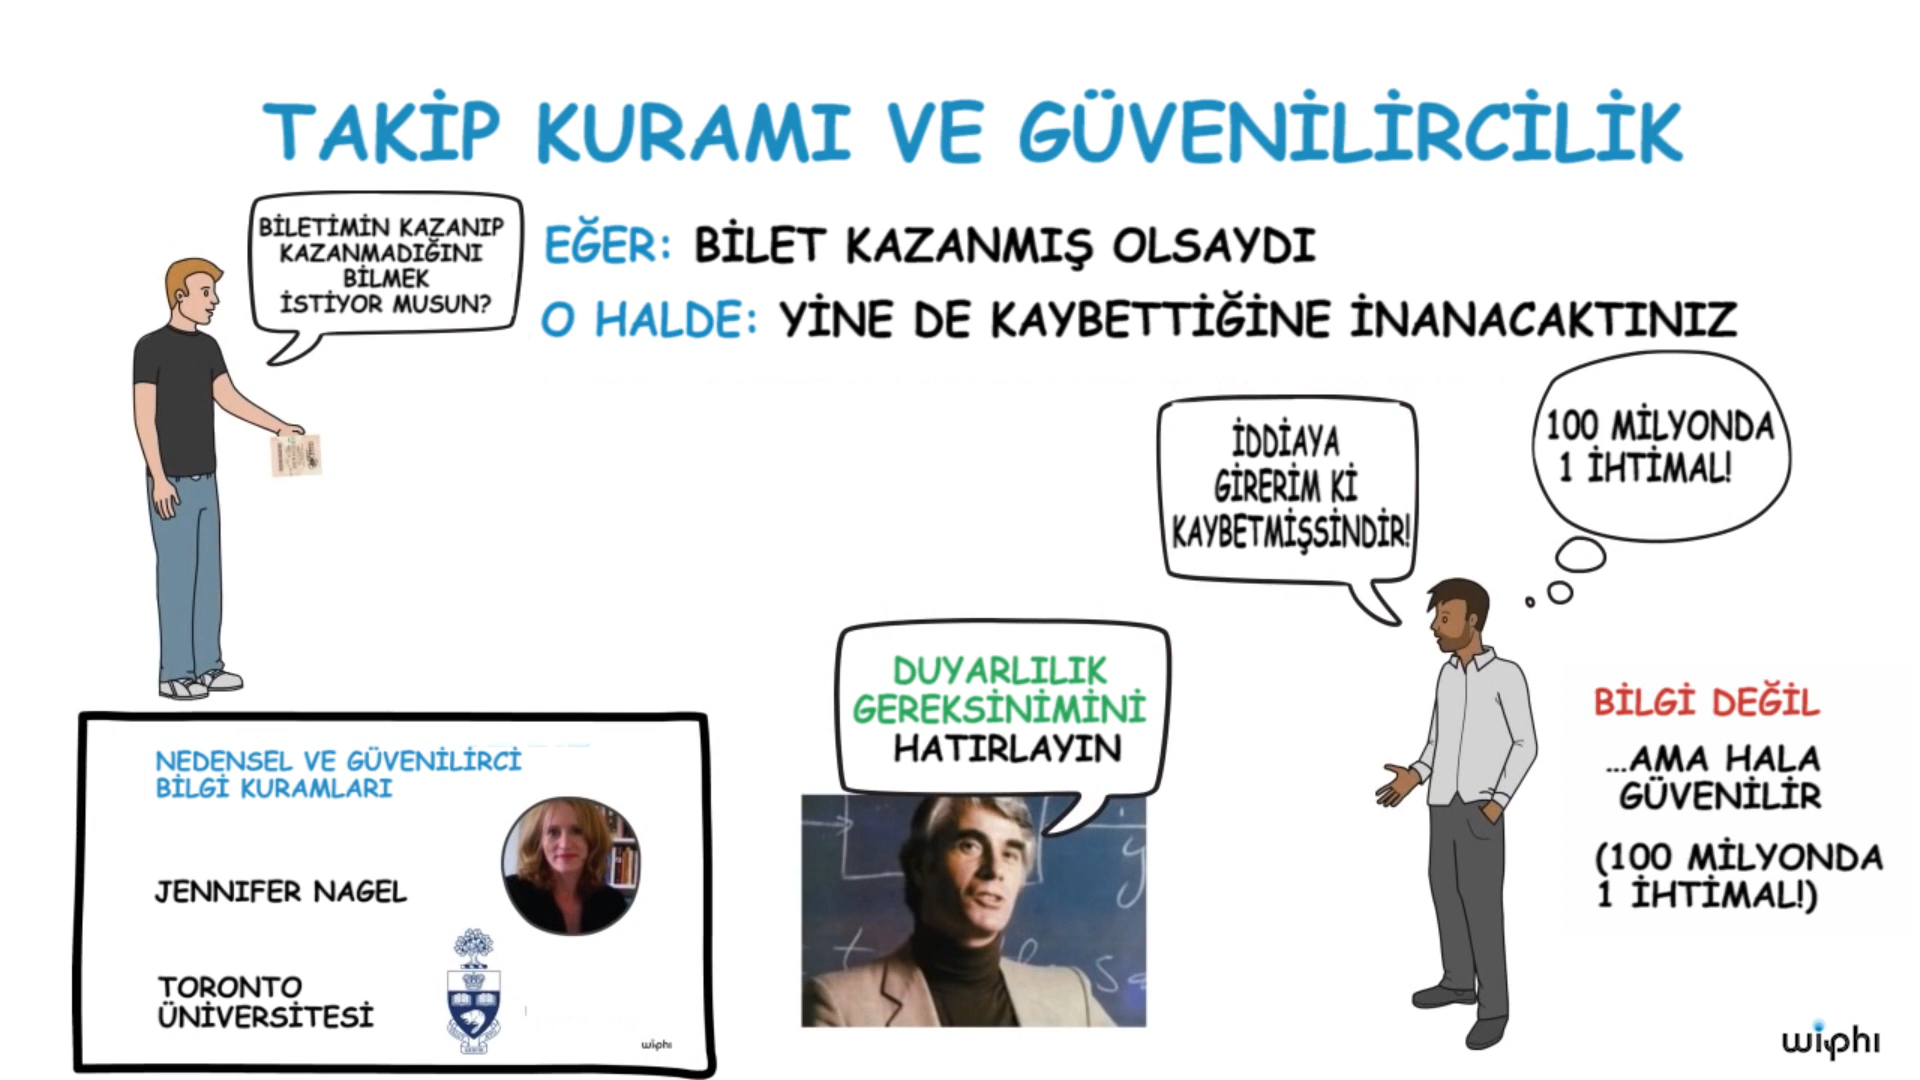 TAKİP KURAMI VE GÜVENİLİRCİLİK
BİLETİMİN KAZANIP
KAZANMADIĞINI
BİLMEK
İSTİYOR MUSUN?
EĞER: BİLET KAZANMIŞ OLSAYDI
O HALDE: YİNE DE KAYBETTİĞİNE İNANACAKTINIZ
İDDİAYA
GİRERİM Kİ
KAYBETMİŞSİNDİR!
100 MİLYONDA
1 İHTİMAL!
DUYARLILIK
GEREKSİNİMİNİ
HATIRLAYIN
BİLGİ DEĞİL
...AMA HALA
GÜVENİLİR
(100 MİLYONDA
1 İHTİMAL!)
NEDENSEL VE GÜVENİLİRCİ
BİLGİ KURAMLARI
JENNIFER NAGEL
TORONTO
ÜNİVERSİTESİ
wiphi
wiphi